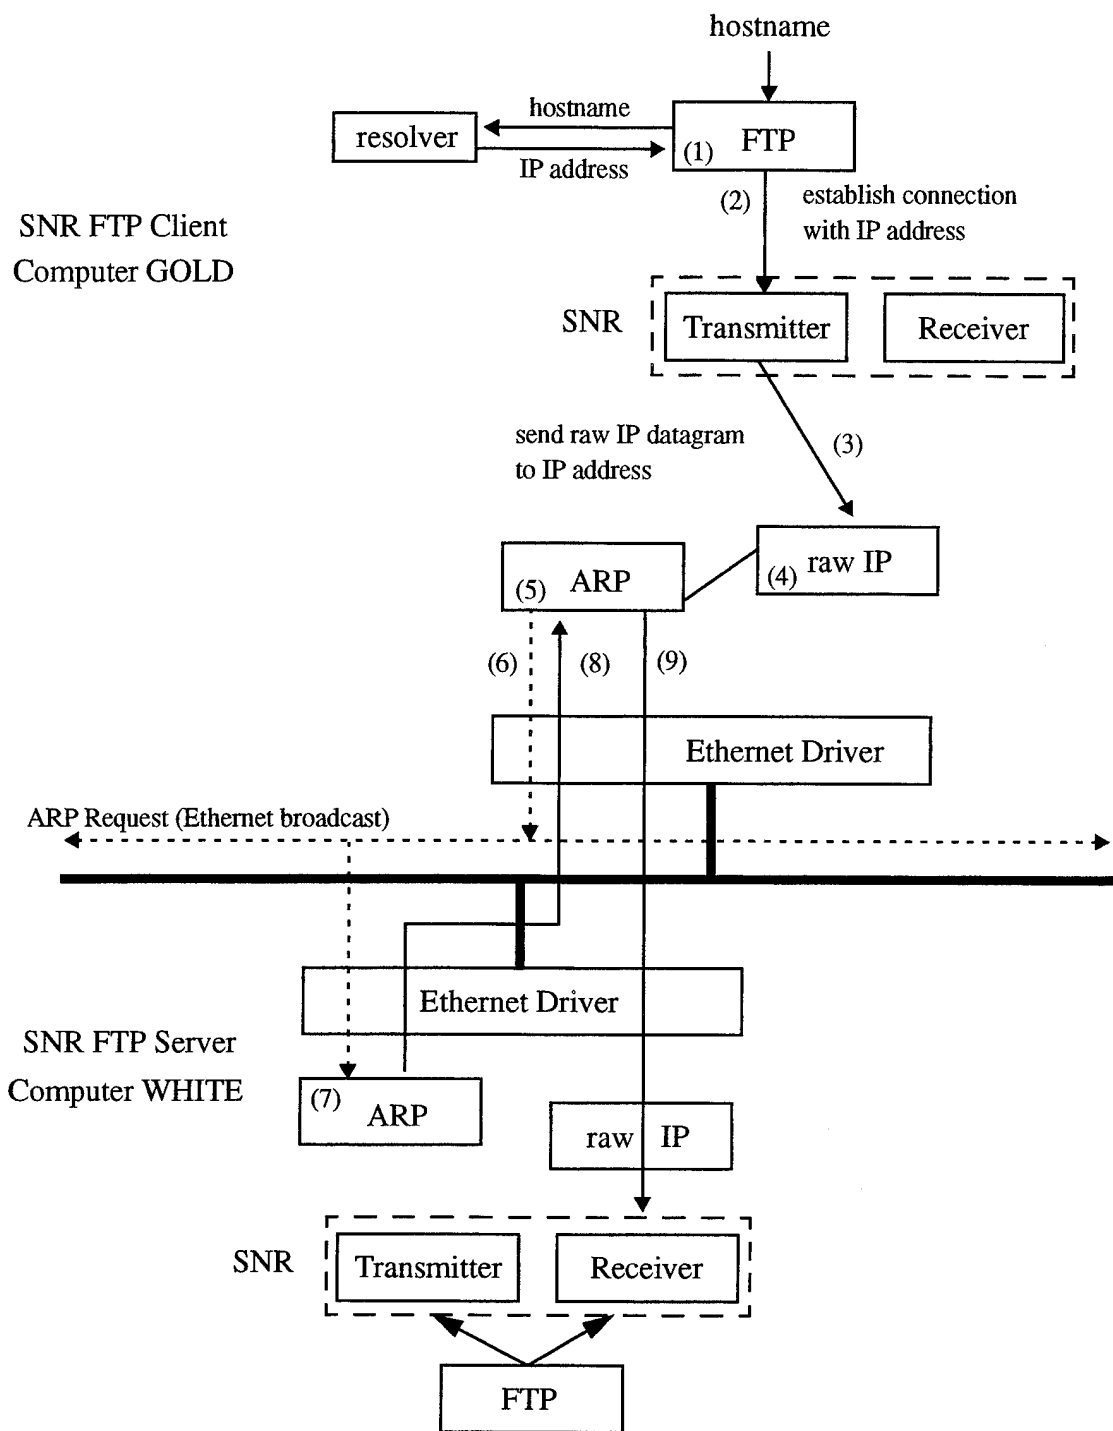 hostname
hostname
resolver
(1) FTP
IP address
(2)
establish connection
with IP address
SNR FTP Client
Computer GOLD
SNR
Transmitter
Receiver
send raw IP datagram
to IP address
(3)
(4) raw IP
(5) ARP
(6)
(8)
(9)
Ethernet Driver
ARP Request (Ethernet broadcast)
Ethernet Driver
SNR FTP Server
Computer WHITE
(7) ARP
raw IP
SNR
Transmitter
Receiver
FTP